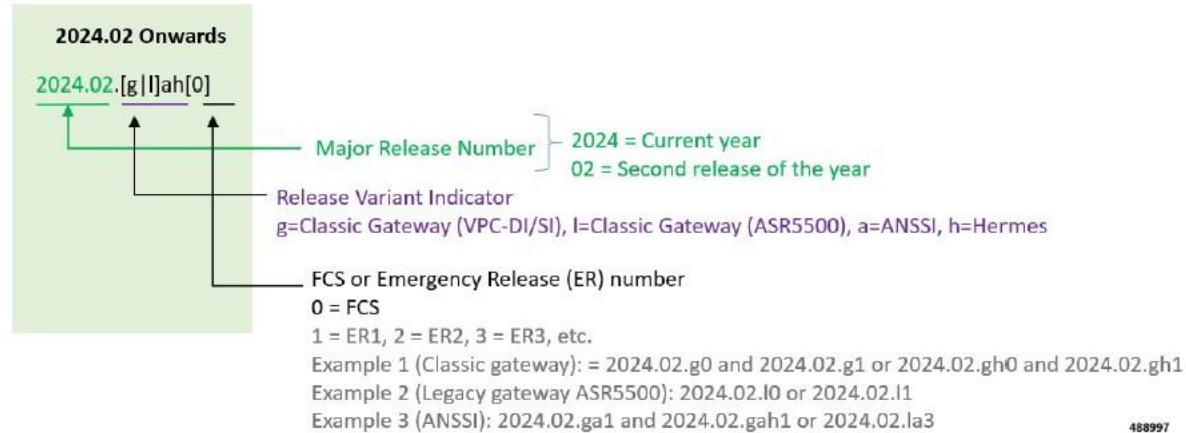 2024.02 Onwards
2024.02.[g|l]ah[0]
Major Release Number
2024 = Current year
02 = Second release of the year
Release Variant Indicator
g=Classic Gateway (VPC-DI/SI), l=Classic Gateway (ASR5500), a=ANSSI, h=Hermes
FCS or Emergency Release (ER) number
0 = FCS
1 = ER1, 2 = ER2, 3 = ER3, etc.
Example 1 (Classic gateway): = 2024.02.g0 and 2024.02.g1 or 2024.02.gh0 and 2024.02.gh1
Example 2 (Legacy gateway ASR5500): 2024.02.l0 or 2024.02.l1
Example 3 (ANSSI): 2024.02.ga1 and 2024.02.gah1 or 2024.02.la3
488997